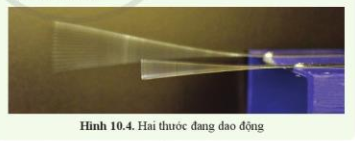 Hình 10.4. Hai thước đang dao động